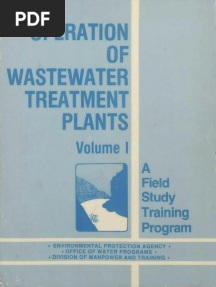 PDF
OPERATION
OF
WASTEWATER
TREATMENT
PLANTS
Volume I
A
Field
Study
Training
Program
• ENVIRONMENTAL PROTECTION AGENCY •
• OFFICE OF WATER PROGRAMS •
• DIVISION OF MANPOWER AND TRAINING •